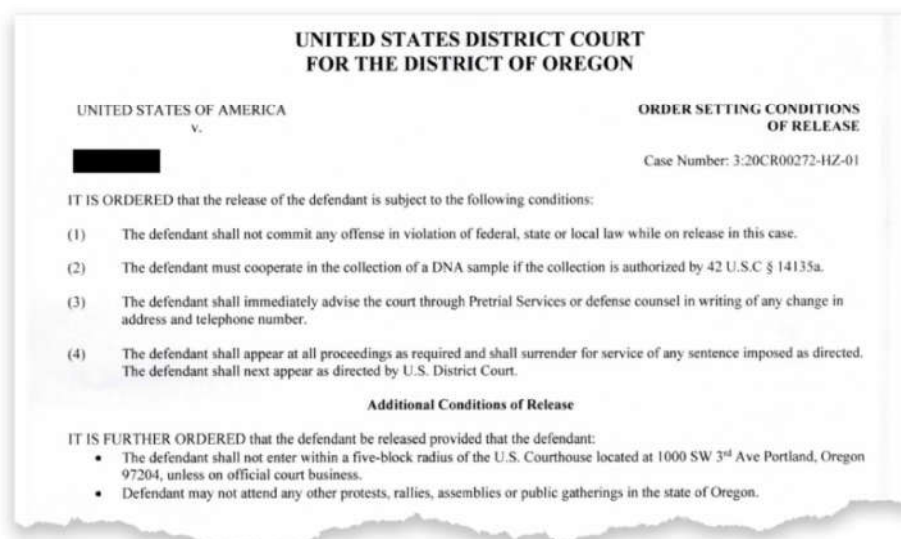 UNITED STATES DISTRICT COURT
FOR THE DISTRICT OF OREGON
UNITED STATES OF AMERICA
v.
ORDER SETTING CONDITIONS
OF RELEASE
Case Number: 3:20CR00272-HZ-01
IT IS ORDERED that the release of the defendant is subject to the following conditions:
(1) The defendant shall not commit any offense in violation of federal, state or local law while on release in this case.
(2) The defendant must cooperate in the collection of a DNA sample if the collection is authorized by 42 U.S.C § 14135a.
(3) The defendant shall immediately advise the court through Pretrial Services or defense counsel in writing of any change in
address and telephone number.
(4) The defendant shall appear at all proceedings as required and shall surrender for service of any sentence imposed as directed.
The defendant shall next appear as directed by U.S. District Court.
Additional Conditions of Release
IT IS FURTHER ORDERED that the defendant be released provided that the defendant:
• The defendant shall not enter within a five-block radius of the U.S. Courthouse located at 1000 SW 3rd Ave Portland, Oregon
97204, unless on official court business.
• Defendant may not attend any other protests, rallies, assemblies or public gatherings in the state of Oregon.